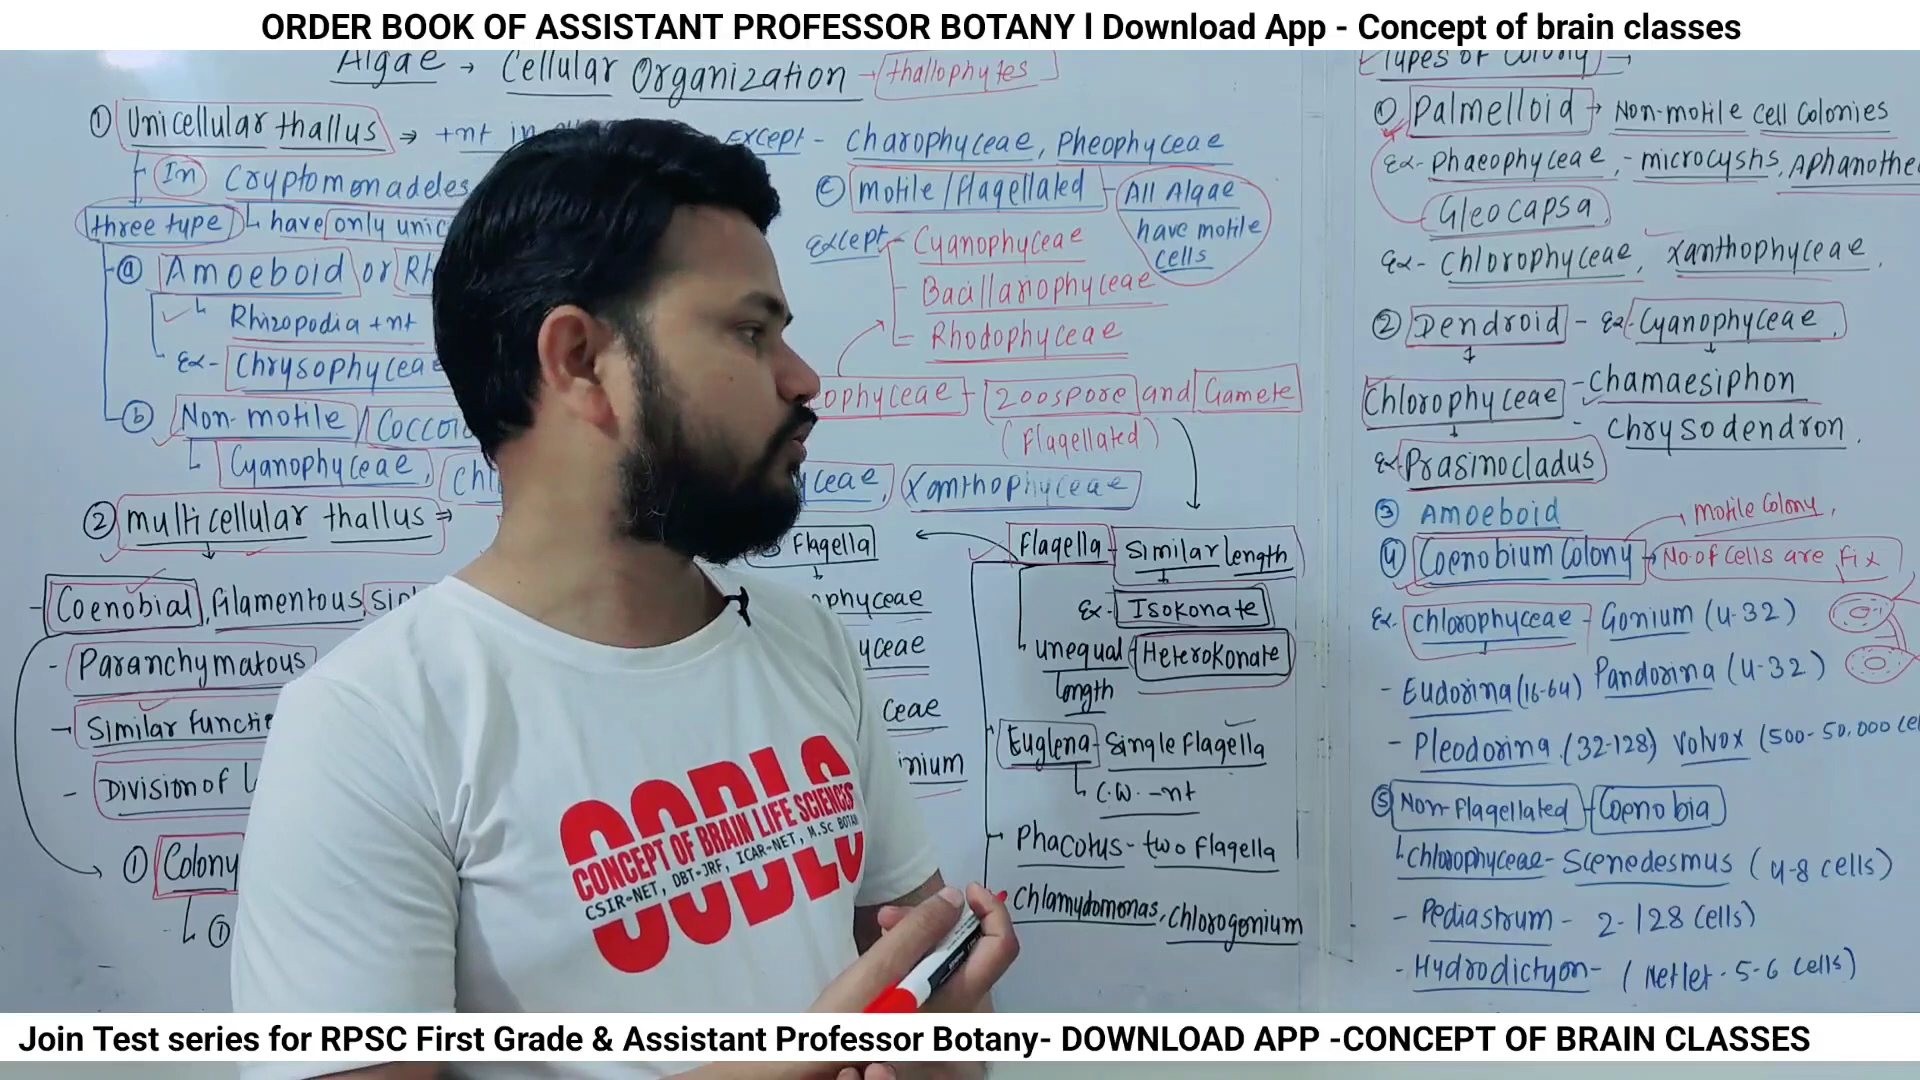 ORDER BOOK OF ASSISTANT PROFESSOR BOTANY l Download App - Concept of brain classes
Algae → Cellular Organization → thallophytes
① Unicellular thallus ⇒ +nt in
In Cryptomonadeles
three type have only
ⓐ Amoeboid or
Rhizopodia +nt
Ex- Chrysophyceae
ⓑ Non-motile / Coccoid
Cyanophyceae,
② multicellular thallus ⇒
Coenobial, filamentous,
- Paranchymatous
Similar
Division of
① Colony
①
Except - Charophyceae, Pheophyceae
ⓒ motile/flagellated - All Algae have motile cells
Except - Cyanophyceae
- Bacillariophyceae
- Rhodophyceae
zoospore and Gamete
(Flagellated)
Xanthophyceae
Flagella
Flagella - Similar length
Ex- Isokonate
unequal length - Heterokonate
Euglena - Single flagella
C.W. -nt
Phacotus - two flagella
Chlamydomonas, Chlorogonium
Types of Colony →
① Palmelloid → Non-motile cell colonies
Ex- Phaeophyceae, - microcystis,
Gleocapsa,
Ex- Chlorophyceae, Xanthophyceae,
② Dendroid - Ex- Cyanophyceae,
Chlorophyceae - Chamaesiphon
- Chrysodendron.
Ex- Prasinocladus
③ Amoeboid
motile colony,
④ Coenobium Colony → No. of cells are fix
Ex- chlorophyceae - Gonium (4-32)
- Eudorina (16-64) Pandorina (4-32)
- Pleodorina (32-128) Volvox (500-50,000
⑤ Non-flagellated - Coenobia
Chlorophyceae - Scenedesmus (4-8 cells)
- Pediastrum - 2-128 cells)
- Hydrodictyon - (Netlet - 5-6 cells)
CONCEPT OF BRAIN LIFE SCIENCES
CSIR-NET, DBT-JRF, ICAR-NET, M.Sc BOTANY
Join Test series for RPSC First Grade & Assistant Professor Botany- DOWNLOAD APP -CONCEPT OF BRAIN CLASSES